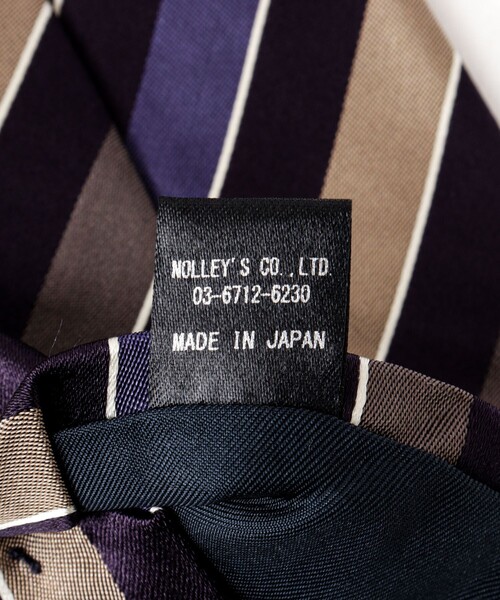 NOLLEY'S CO.,LTD.
03-6712-6230
MADE IN JAPAN